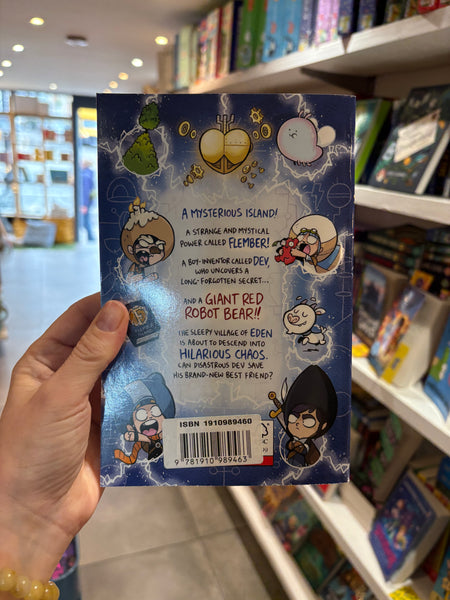 A MYSTERIOUS ISLAND!
A STRANGE AND MYSTICAL
POWER CALLED FLEMBER!
A BOY-INVENTOR CALLED DEV,
WHO UNCOVERS A
LONG-FORGOTTEN SECRET...
AND A GIANT RED
ROBOT BEAR!!
THE SLEEPY VILLAGE OF EDEN
IS ABOUT TO DESCEND INTO
HILARIOUS CHAOS.
CAN DISASTROUS DEV SAVE
HIS BRAND-NEW BEST FRIEND?
ISBN 1910989460
9 781910 989463